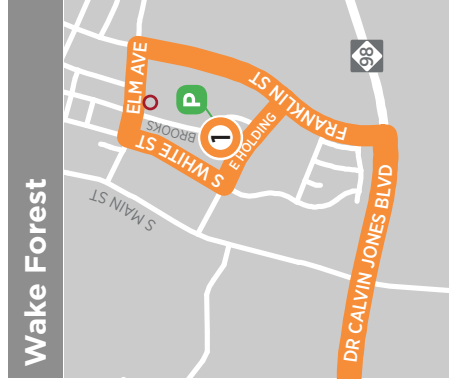 Wake Forest
ELM AVE
P
BROOKS
1
S WHITE ST
E HOLDING
FRANKLIN ST
98
S MAIN ST
DR CALVIN JONES BLVD